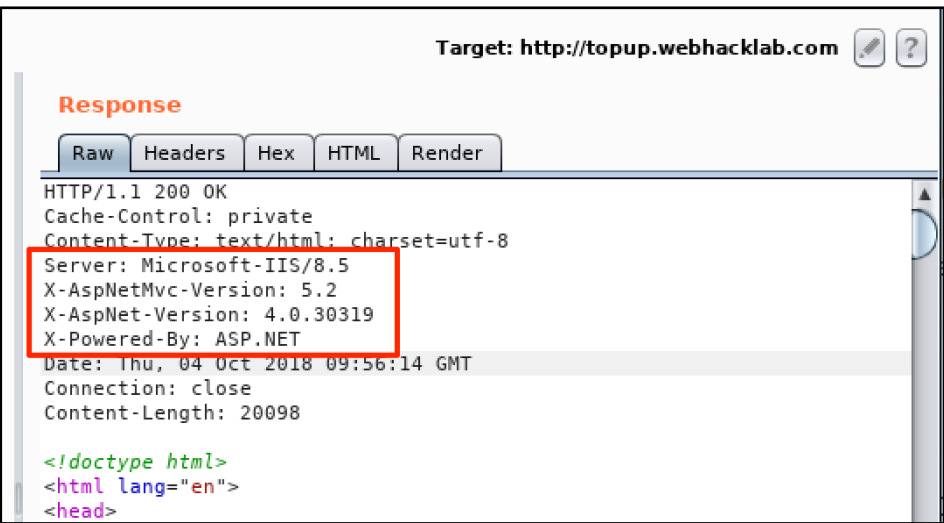 Target: http://topup.webhacklab.com
?
Response
Raw Headers Hex HTML Render
HTTP/1.1 200 OK
Cache-Control: private
Content-Type: text/html; charset=utf-8
Server: Microsoft-IIS/8.5
X-AspNetMvc-Version: 5.2
X-AspNet-Version: 4.0.30319
X-Powered-By: ASP.NET
Date: Thu, 04 Oct 2018 09:56:14 GMT
Connection: close
Content-Length: 20098
<!doctype html>
<html lang="en">
<head>